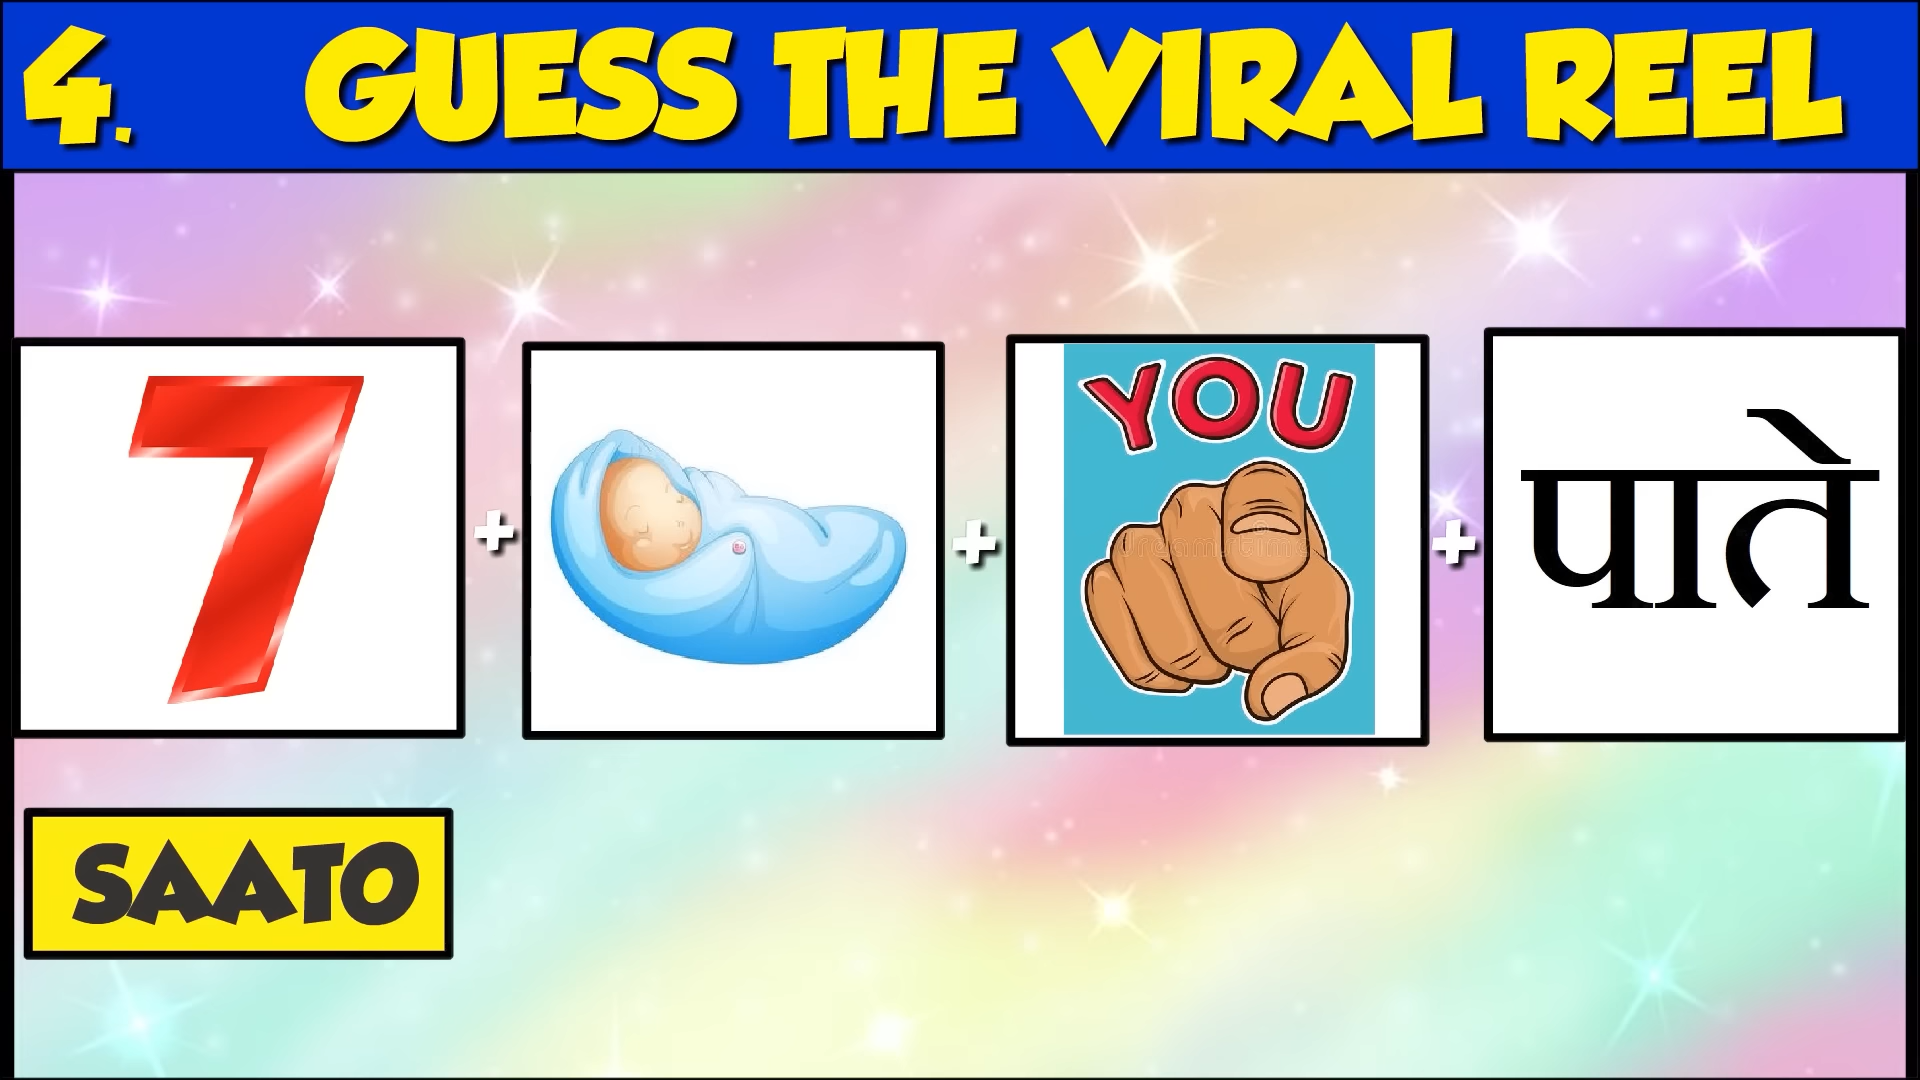 4. GUESS THE VIRAL REEL
7 + + YOU + पाते
SAATO